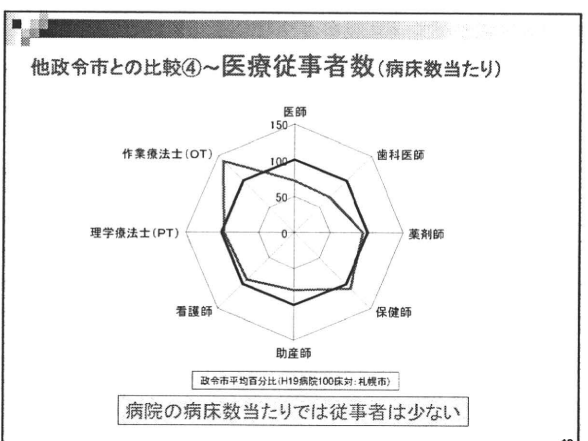 他政令市との比較④～医療従事者数(病床数当たり)
医師
150
作業療法士(OT)
歯科医師
100
50
理学療法士(PT)
0
薬剤師
看護師
保健師
助産師
政令市平均百分比(H19病院100床対:札幌市)
病院の病床数当たりでは従事者は少ない